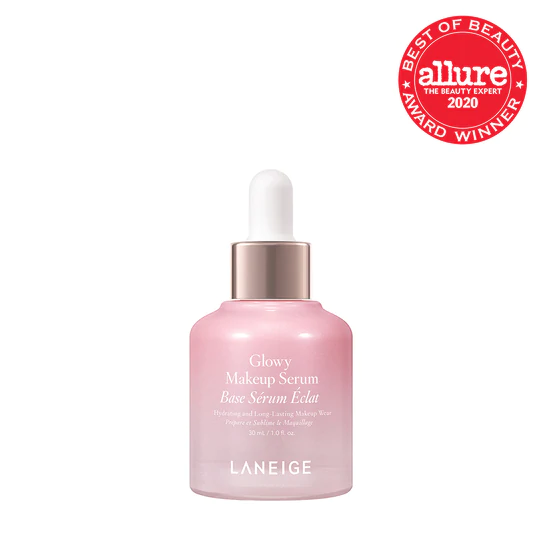 BEST OF BEAUTY
allure
THE BEAUTY EXPERT
2020
★ AWARD WINNER ★
Glowy
Makeup Serum
Base Sérum Éclat
Hydrating and Long-Lasting Makeup Wear
Prépare et Sublime le Maquillage
30 mL / 1.0 fl. oz.
LANEIGE